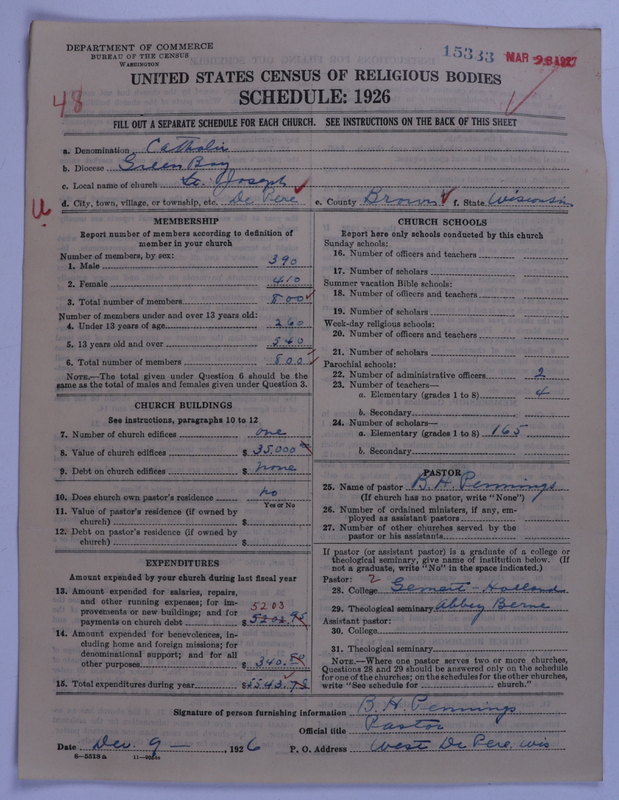 DEPARTMENT OF COMMERCE
BUREAU OF THE CENSUS
WASHINGTON
15333 MAR 28 1927
UNITED STATES CENSUS OF RELIGIOUS BODIES
SCHEDULE: 1926
48
FILL OUT A SEPARATE SCHEDULE FOR EACH CHURCH. SEE INSTRUCTIONS ON THE BACK OF THIS SHEET
a. Denomination Catholic
b. Diocese Green Bay
c. Local name of church St. Joseph
d. City, town, village, or township, etc. De Pere e. County Brown f. State Wisconsin
MEMBERSHIP
Report number of members according to definition of
member in your church
Number of members, by sex:
1. Male 390
2. Female 410
3. Total number of members 800
Number of members under and over 13 years old:
4. Under 13 years of age 260
5. 13 years old and over 540
6. Total number of members 800
NOTE.—The total given under Question 6 should be the
same as the total of males and females given under Question 3.
CHURCH BUILDINGS
See instructions, paragraphs 10 to 12
7. Number of church edifices one
8. Value of church edifices $ 35,000
9. Debt on church edifices $ none
10. Does church own pastor's residence no
Yes or No
11. Value of pastor's residence (if owned by
church) $
12. Debt on pastor's residence (if owned by
church) $
EXPENDITURES
Amount expended by your church during last fiscal year
13. Amount expended for salaries, repairs,
and other running expenses; for im-
provements or new buildings; and for 5203
payments on church debt $ 5202.95
14. Amount expended for benevolences, in-
cluding home and foreign missions; for
denominational support; and for all
other purposes $ 340.80
15. Total expenditures during year $ 5543.75
CHURCH SCHOOLS
Report here only schools conducted by this church
Sunday schools:
16. Number of officers and teachers
17. Number of scholars
Summer vacation Bible schools:
18. Number of officers and teachers
19. Number of scholars
Week-day religious schools:
20. Number of officers and teachers
21. Number of scholars
Parochial schools:
22. Number of administrative officers 2
23. Number of teachers—
a. Elementary (grades 1 to 8) 4
b. Secondary
24. Number of scholars—
a. Elementary (grades 1 to 8) 165
b. Secondary
PASTOR
25. Name of pastor B. H. Pennings
(If church has no pastor, write "None")
26. Number of ordained ministers, if any, em-
ployed as assistant pastors
27. Number of other churches served by the
pastor or his assistants
If pastor (or assistant pastor) is a graduate of a college or
theological seminary, give name of institution below. (If
not a graduate, write "No" in the space indicated.)
Pastor: 2
28. College Gemert Holland
29. Theological seminary Abbey Berne
Assistant pastor:
30. College
31. Theological seminary
NOTE.—Where one pastor serves two or more churches,
Questions 28 and 29 should be answered only on the schedule
for one of the churches; on the schedules for the other churches,
write "See schedule for church."
Signature of person furnishing information B. H. Pennings
Official title Pastor
Date Dec. 9 —, 1926 P. O. Address West De Pere, Wis